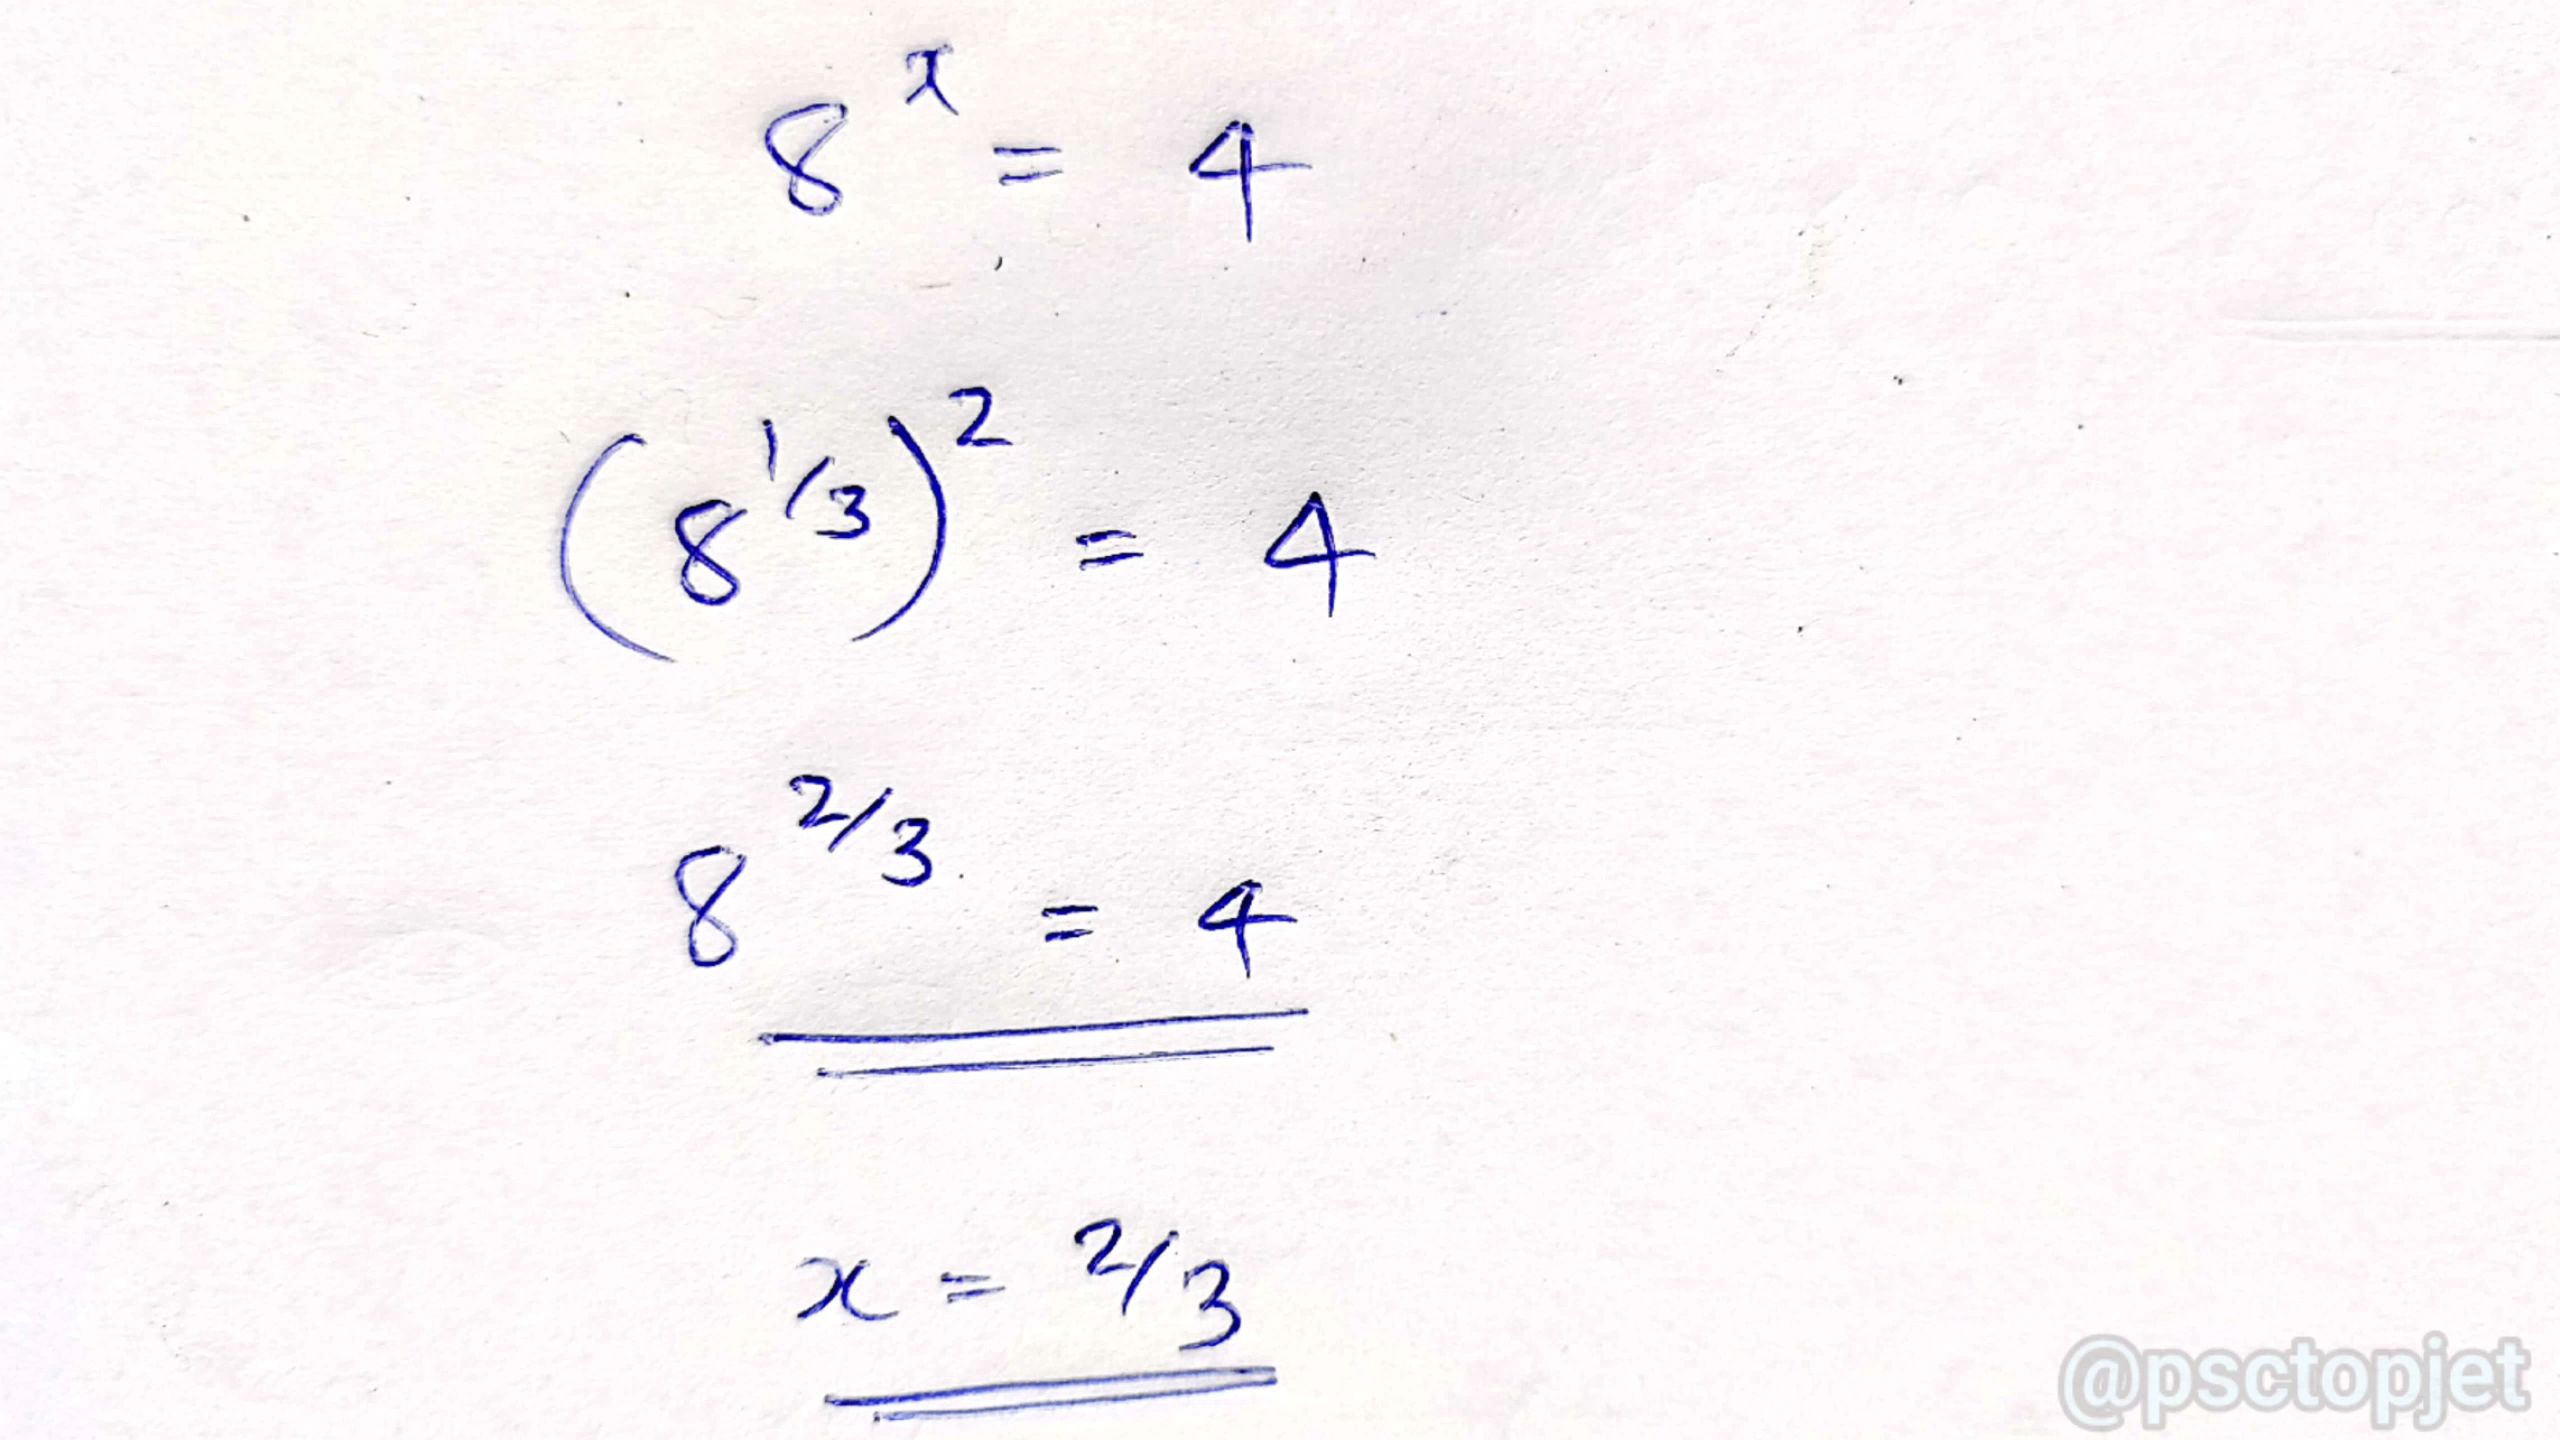 8^x = 4
(8^1/3)^2 = 4
8^2/3 = 4
x = 2/3
@psctopjet